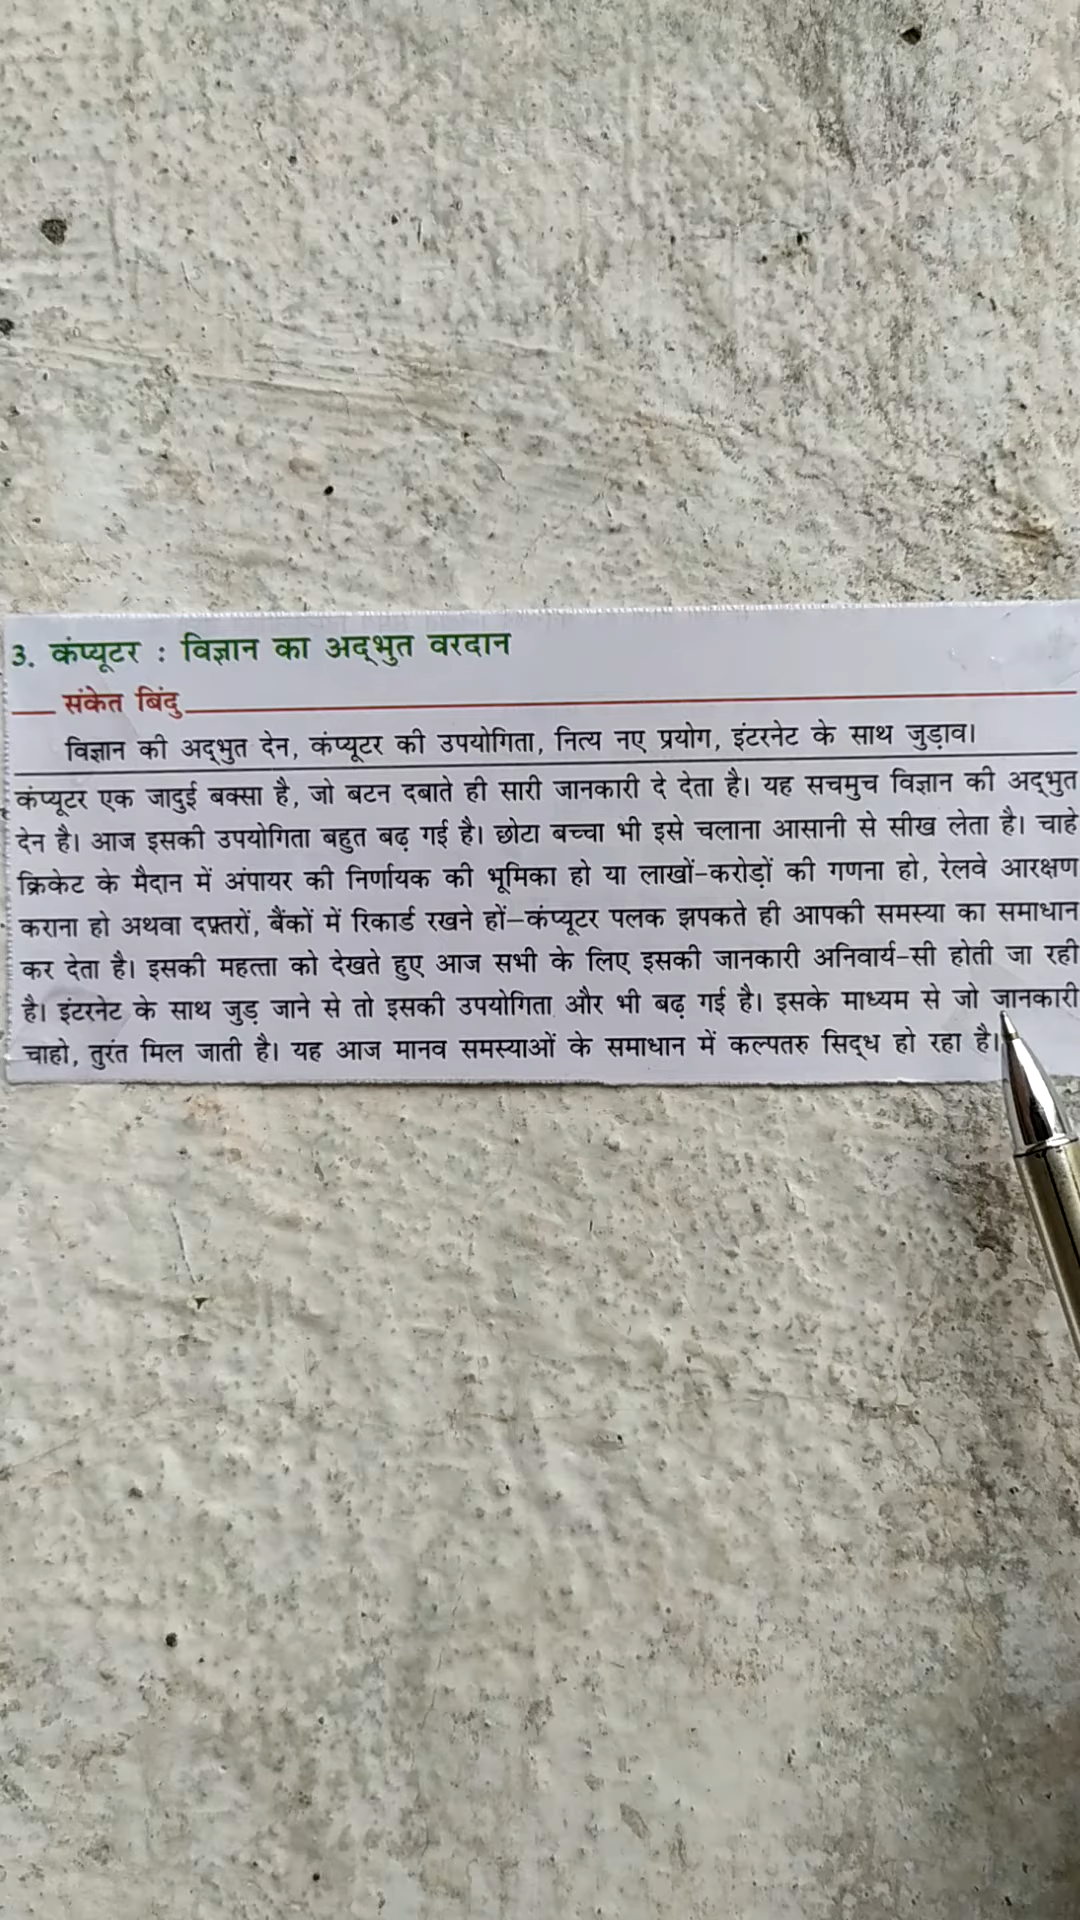 3. कंप्यूटर : विज्ञान का अद्‌भुत वरदान
संकेत बिंदु
विज्ञान की अद्‌भुत देन, कंप्यूटर की उपयोगिता, नित्य नए प्रयोग, इंटरनेट के साथ जुड़ाव।
कंप्यूटर एक जादुई बक्सा है, जो बटन दबाते ही सारी जानकारी दे देता है। यह सचमुच विज्ञान की अद्‌भुत
देन है। आज इसकी उपयोगिता बहुत बढ़ गई है। छोटा बच्चा भी इसे चलाना आसानी से सीख लेता है। चाहे
क्रिकेट के मैदान में अंपायर की निर्णायक की भूमिका हो या लाखों-करोड़ों की गणना हो, रेलवे आरक्षण
कराना हो अथवा दफ़्तरों, बैंकों में रिकार्ड रखने हों–कंप्यूटर पलक झपकते ही आपकी समस्या का समाधान
कर देता है। इसकी महत्ता को देखते हुए आज सभी के लिए इसकी जानकारी अनिवार्य-सी होती जा रही
है। इंटरनेट के साथ जुड़ जाने से तो इसकी उपयोगिता और भी बढ़ गई है। इसके माध्यम से जो जानकारी
चाहो, तुरंत मिल जाती है। यह आज मानव समस्याओं के समाधान में कल्पतरु सिद्‌ध हो रहा है।